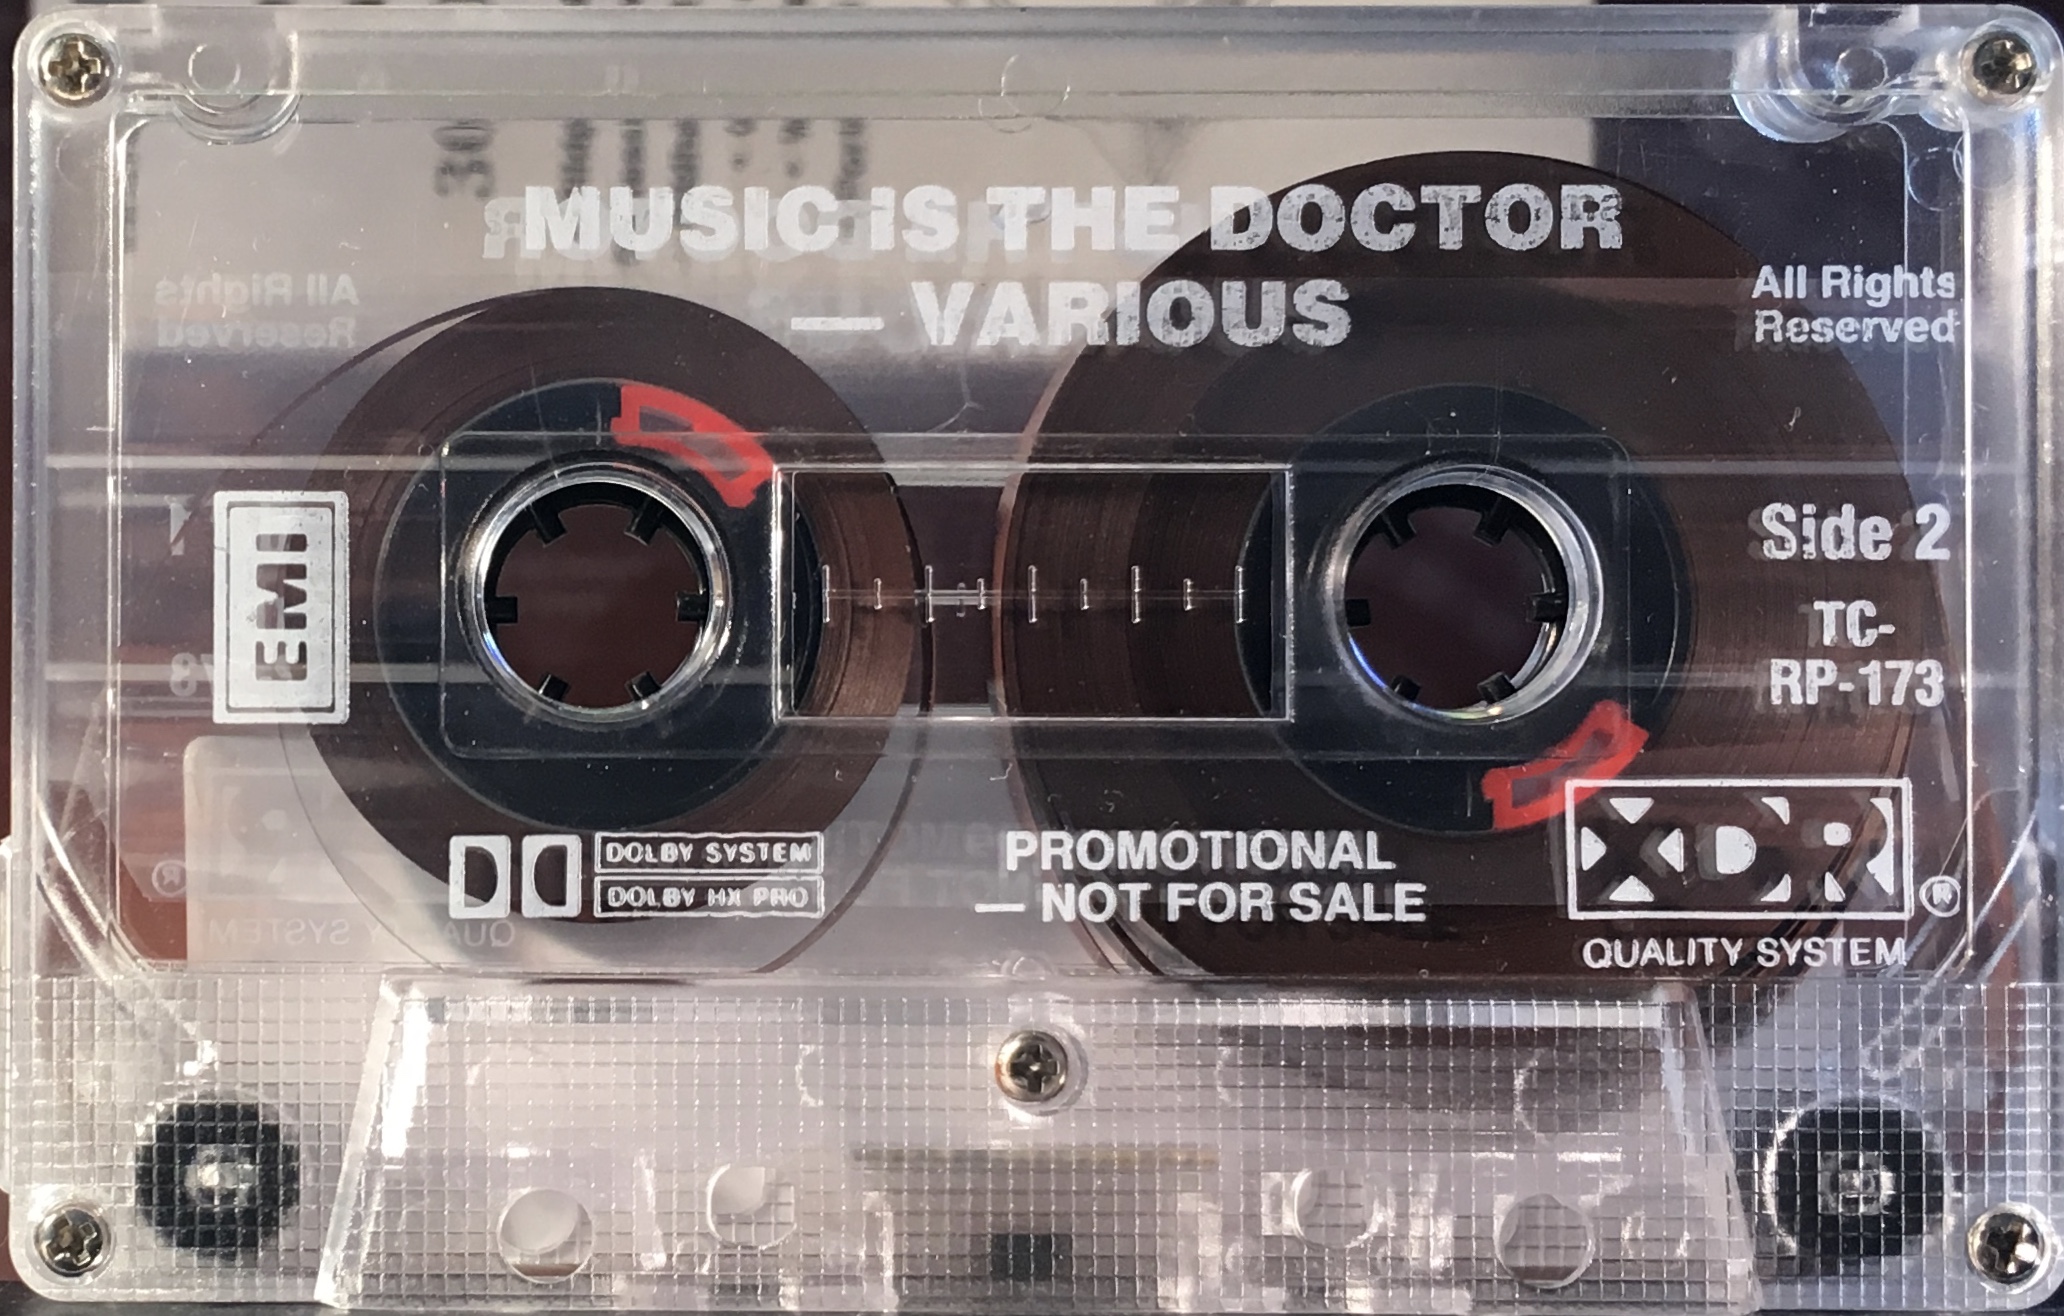 MUSIC iS THE DOCTOR
— VARIOUS
All Rights
Reserved
EMI
Side 2
TC-
RP-173
DOLBY SYSTEM
DOLBY HX PRO
PROMOTIONAL
— NOT FOR SALE
XDR ®
QUALITY SYSTEM